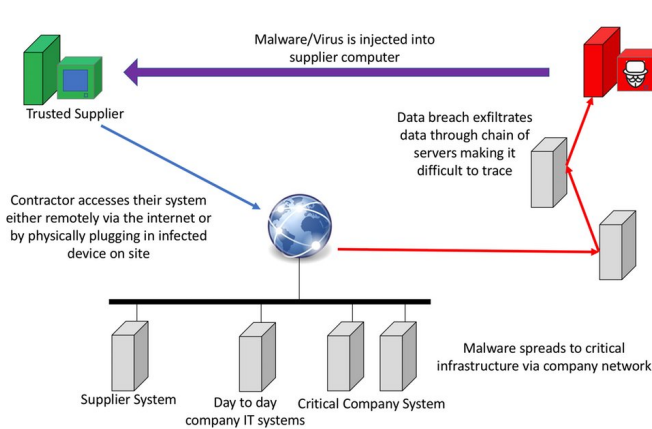 Malware/Virus is injected into
supplier computer
Trusted Supplier
Data breach exfiltrates
data through chain of
servers making it
difficult to trace
Contractor accesses their system
either remotely via the internet or
by physically plugging in infected
device on site
Malware spreads to critical
infrastructure via company network
Supplier System
Day to day
company IT systems
Critical Company System